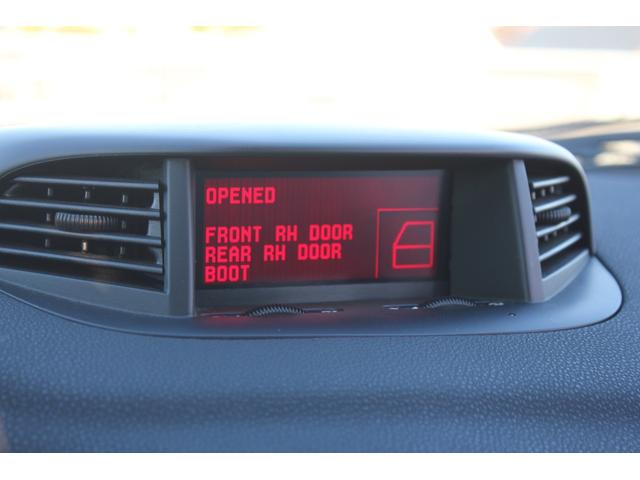 OPENED
FRONT RH DOOR
REAR RH DOOR
BOOT